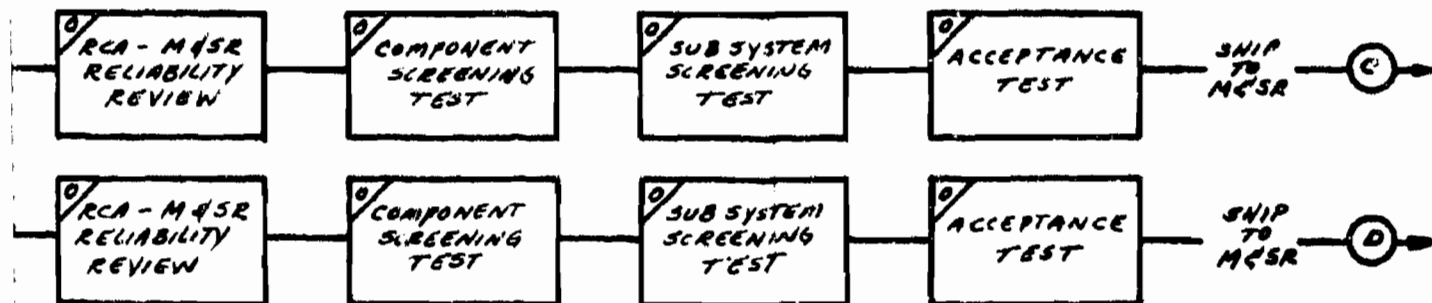 O
RCA - M & SR
RELIABILITY
REVIEW
O
COMPONENT
SCREENING
TEST
O
SUB SYSTEM
SCREENING
TEST
O
ACCEPTANCE
TEST
SHIP
TO
M & SR
C
O
RCA - M & SR
RELIABILITY
REVIEW
O
COMPONENT
SCREENING
TEST
O
SUB SYSTEM
SCREENING
TEST
O
ACCEPTANCE
TEST
SHIP
TO
M & SR
D